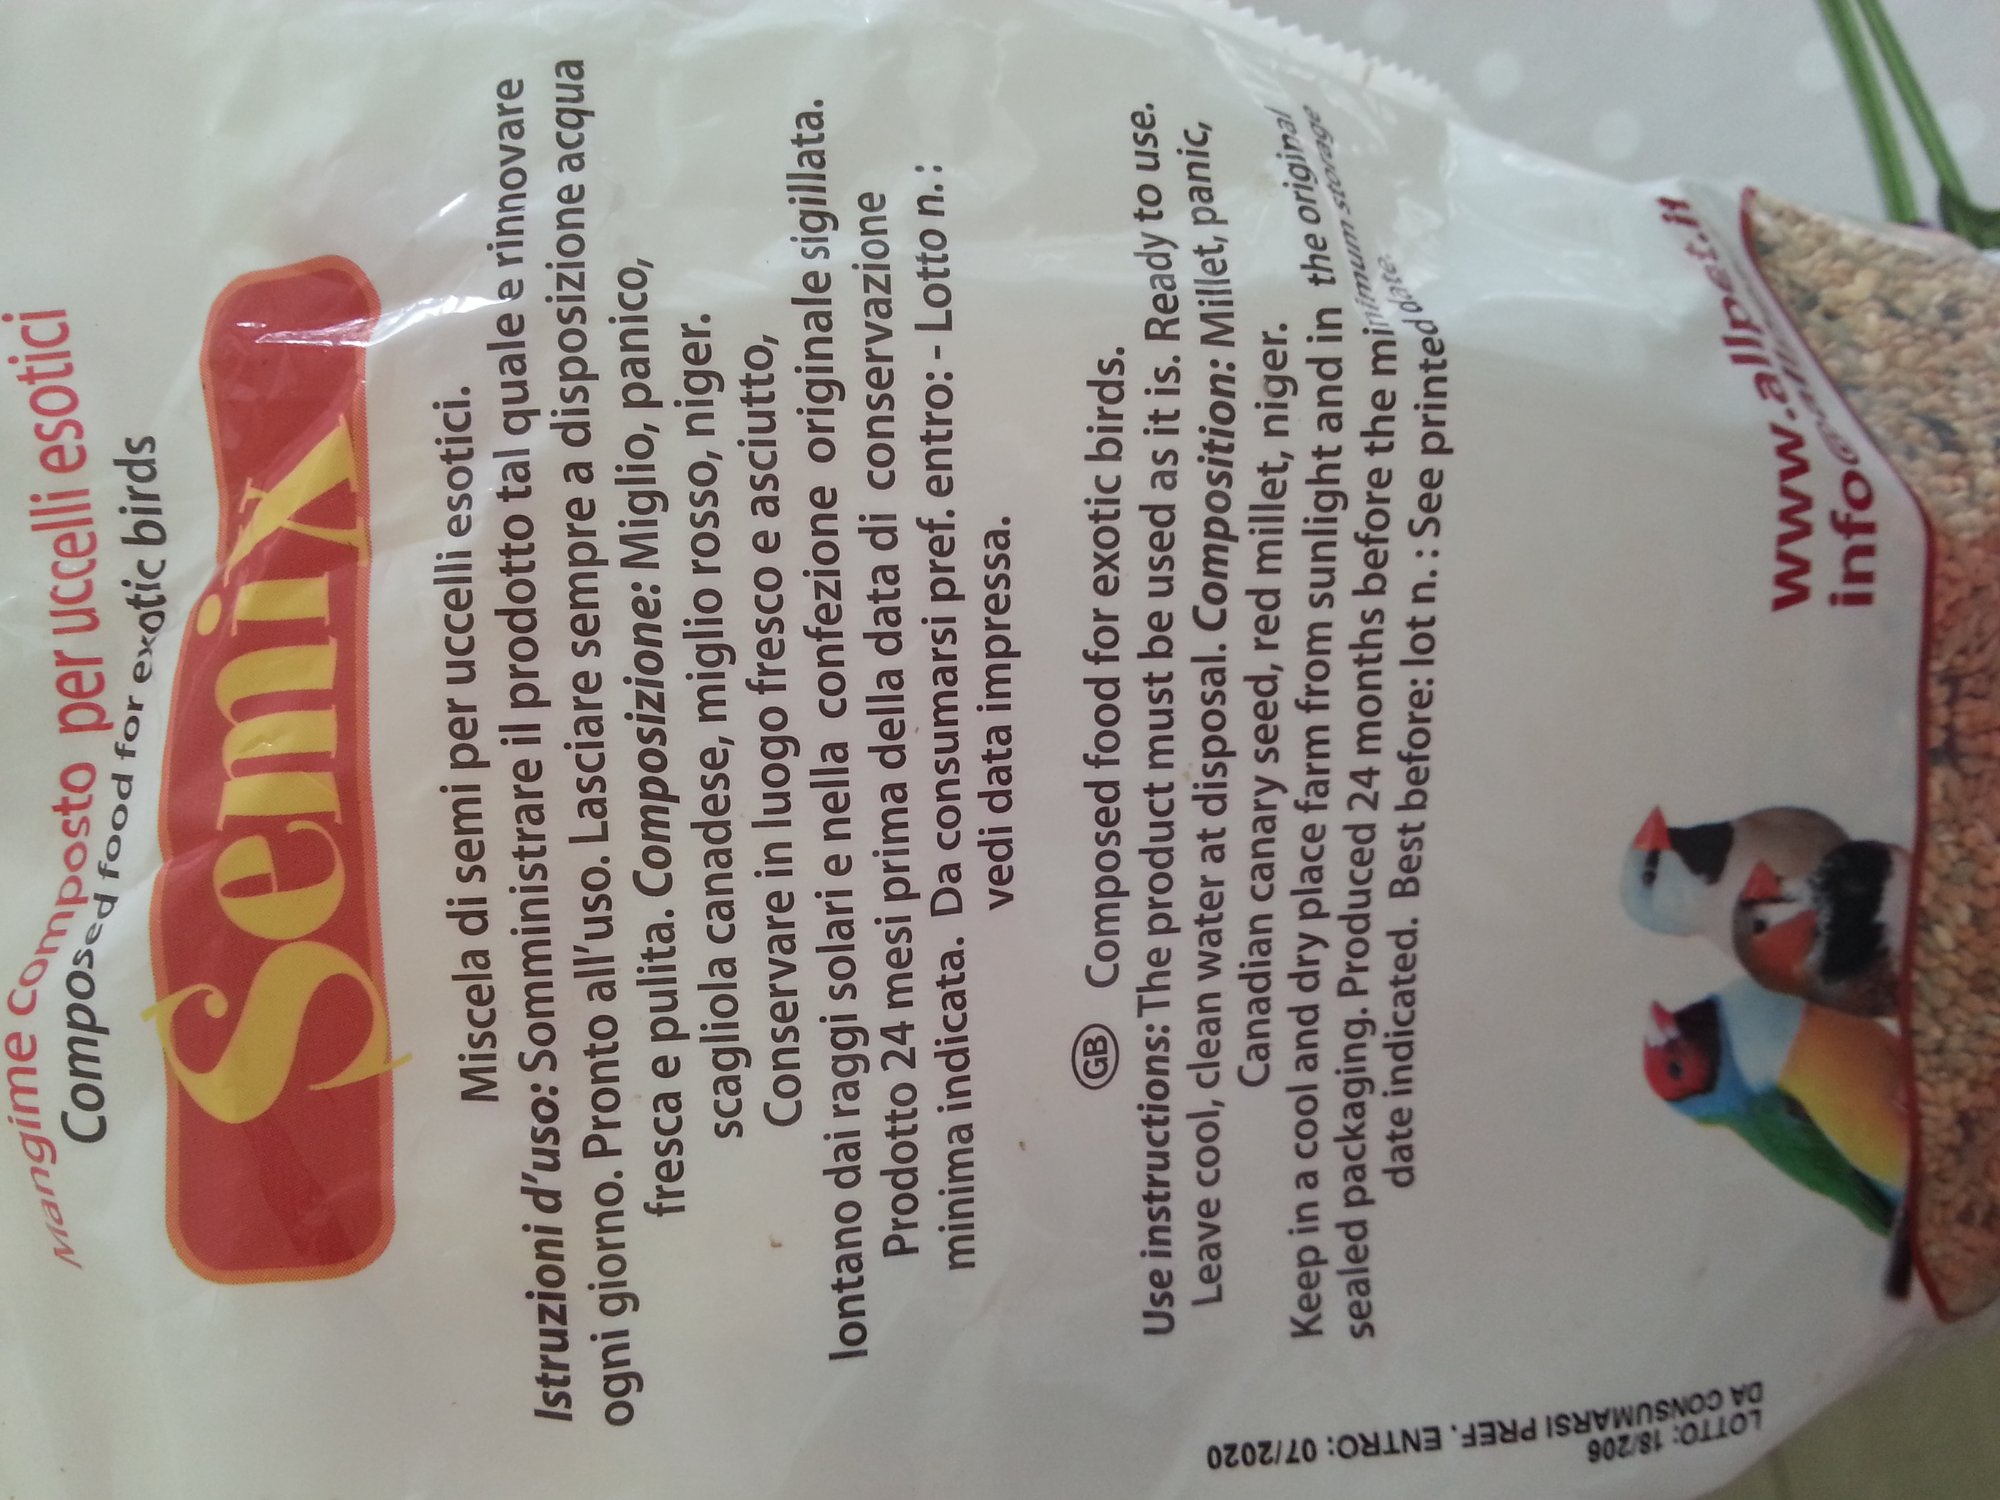 Mangime composto per uccelli esotici
Composed food for exotic birds
Semix
Miscela di semi per uccelli esotici.
Istruzioni d'uso: Somministrare il prodotto tal quale e rinnovare
ogni giorno. Pronto all'uso. Lasciare sempre a disposizione acqua
fresca e pulita. Composizione: Miglio, panico,
scagliola canadese, miglio rosso, niger.
Conservare in luogo fresco e asciutto,
lontano dai raggi solari e nella confezione originale sigillata.
Prodotto 24 mesi prima della data di conservazione
minima indicata. Da consumarsi pref. entro: - Lotto n. :
vedi data impressa.
GB Composed food for exotic birds.
Use instructions: The product must be used as it is. Ready to use.
Leave cool, clean water at disposal. Composition: Millet, panic,
Canadian canary seed, red millet, niger.
Keep in a cool and dry place farm from sunlight and in the original
sealed packaging. Produced 24 months before the minimum storage
date indicated. Best before: lot n. : See printed date.
www.allpet.it
info
LOTTO: 18/206
DA CONSUMARSI PREF. ENTRO: 07/2020